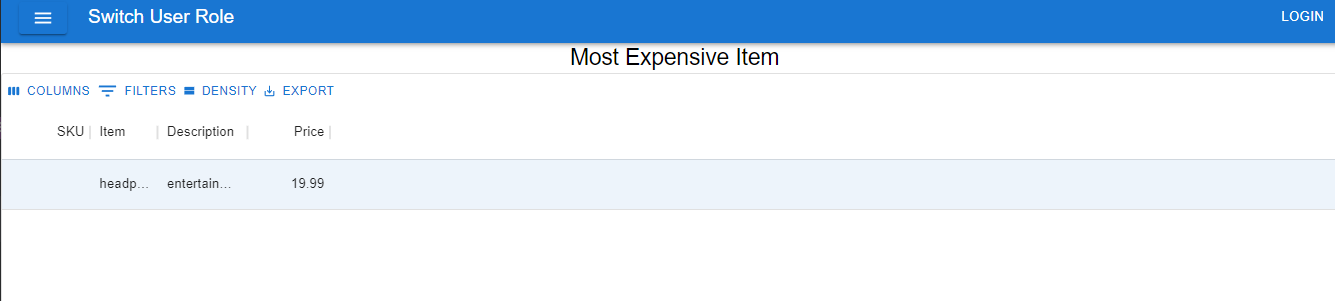 Switch User Role LOGIN
Most Expensive Item
COLUMNS FILTERS DENSITY EXPORT
SKU Item Description Price
headp... entertain... 19.99